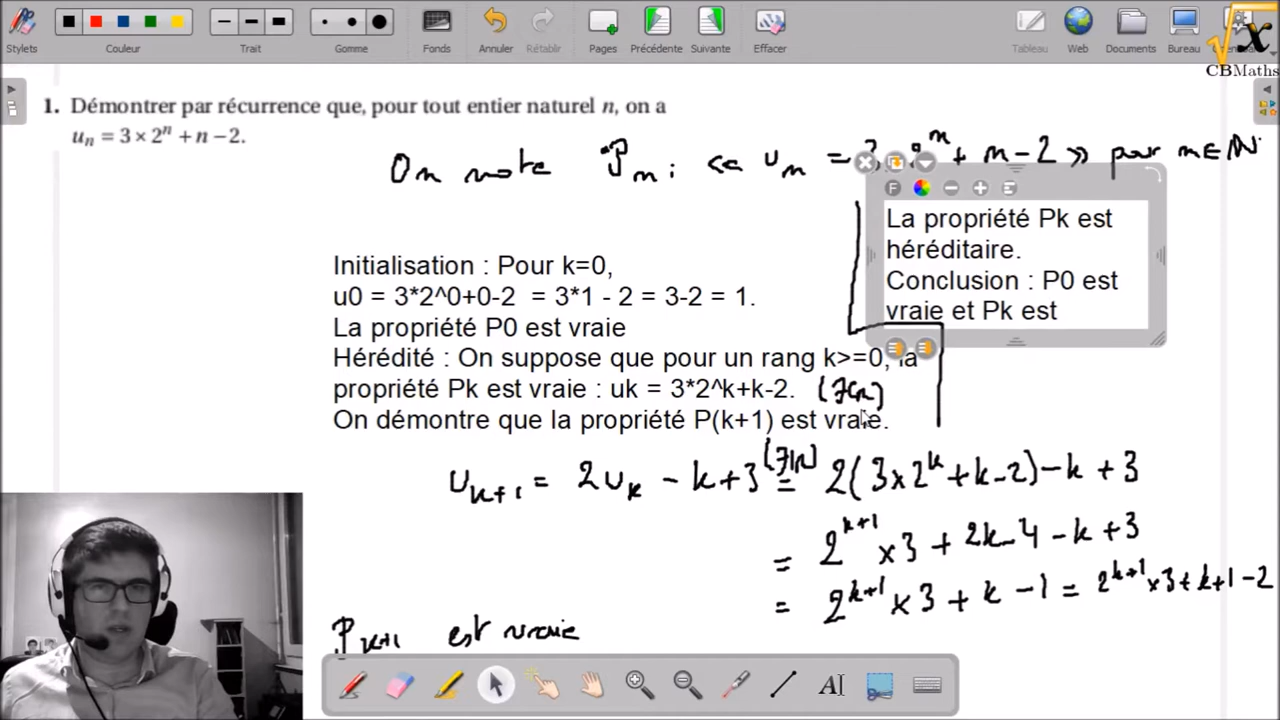 Stylets Couleur Trait Gomme Fonds Annuler Rétablir Pages Précédente Suivante Effacer Tableau Web Documents Bureau
CBMaths
1. Démontrer par récurrence que, pour tout entier naturel n, on a
uₙ = 3 × 2ⁿ + n − 2.
On note Pₙ : << uₙ = 3 2ⁿ + n − 2 >> pour n ∈ ℕ
F
La propriété Pk est
héréditaire.
Conclusion : P0 est
vraie et Pk est
Initialisation : Pour k=0,
u0 = 3*2^0+0-2 = 3*1 - 2 = 3-2 = 1.
La propriété P0 est vraie
Hérédité : On suppose que pour un rang k>=0, la
propriété Pk est vraie : uk = 3*2^k+k-2. (HR)
On démontre que la propriété P(k+1) est vraie.
uₖ₊₁ = 2uₖ − k + 3 (HR) = 2(3×2ᵏ + k − 2) − k + 3
= 2ᵏ⁺¹ × 3 + 2k − 4 − k + 3
= 2ᵏ⁺¹ × 3 + k − 1 = 2ᵏ⁺¹ × 3 + k + 1 − 2
Pₖ₊₁ est vraie